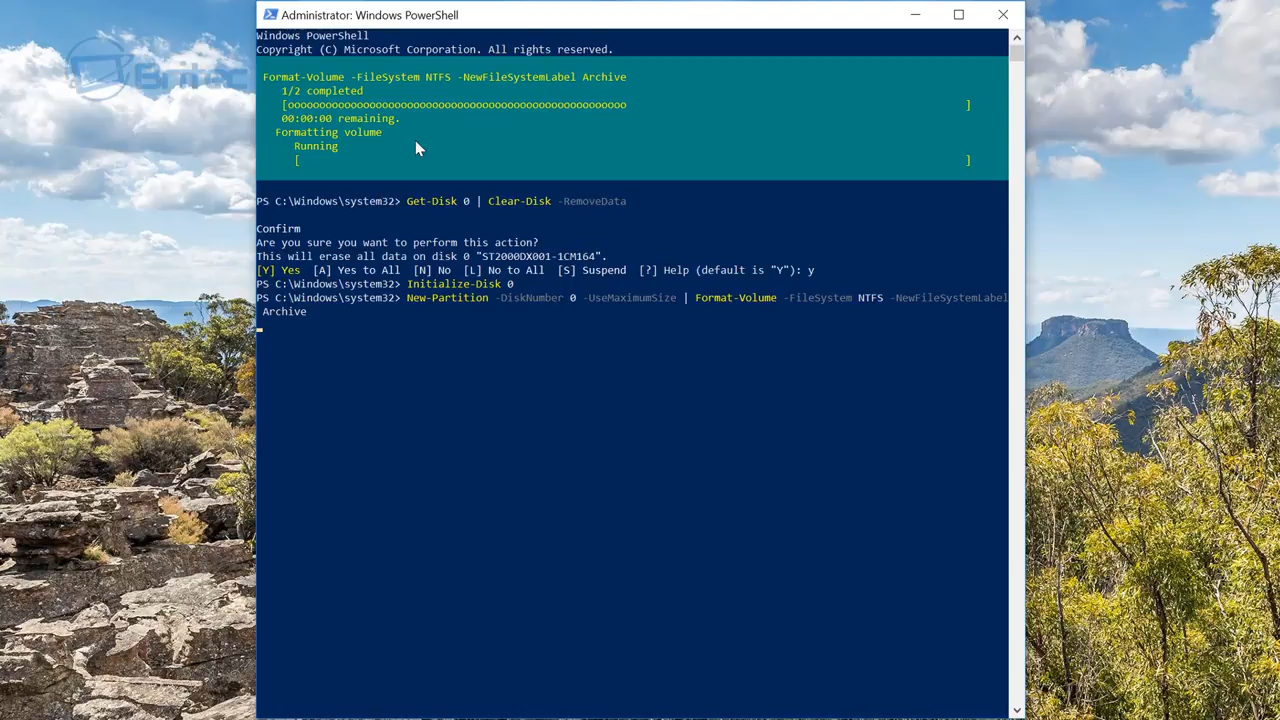 Administrator: Windows PowerShell
Britec
Windows PowerShell
Copyright (C) Microsoft Corporation. All rights reserved.
Format-Volume -FileSystem NTFS -NewFileSystemLabel Archive
1/2 completed
[oooooooooooooooooooooooooooooooooooooooooooooooooooooo ]
00:00:00 remaining.
Formatting volume
Running
[ ]
PS C:\Windows\system32> Get-Disk 0 | Clear-Disk -RemoveData
Confirm
Are you sure you want to perform this action?
This will erase all data on disk 0 "ST2000DX001-1CM164".
[Y] Yes [A] Yes to All [N] No [L] No to All [S] Suspend [?] Help (default is "Y"): y
PS C:\Windows\system32> Initialize-Disk 0
PS C:\Windows\system32> New-Partition -DiskNumber 0 -UseMaximumSize | Format-Volume -FileSystem NTFS -NewFileSystemLabel
Archive